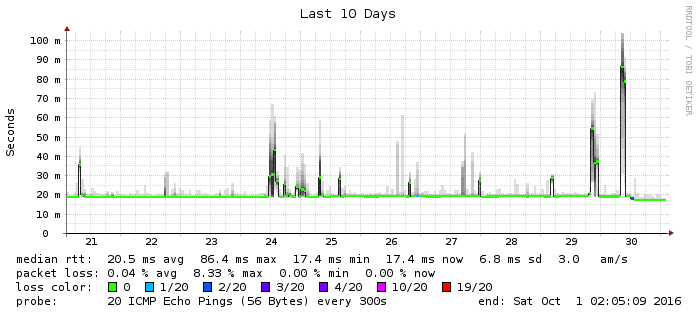 Last 10 Days
RRDTOOL / TOBI OETIKER
Seconds
100 m
90 m
80 m
70 m
60 m
50 m
40 m
30 m
20 m
10 m
0
21 22 23 24 25 26 27 28 29 30
median rtt: 20.5 ms avg 86.4 ms max 17.4 ms min 17.4 ms now 6.8 ms sd 3.0 am/s
packet loss: 0.04 % avg 8.33 % max 0.00 % min 0.00 % now
loss color: 0 1/20 2/20 3/20 4/20 10/20 19/20
probe: 20 ICMP Echo Pings (56 Bytes) every 300s end: Sat Oct 1 02:05:09 2016